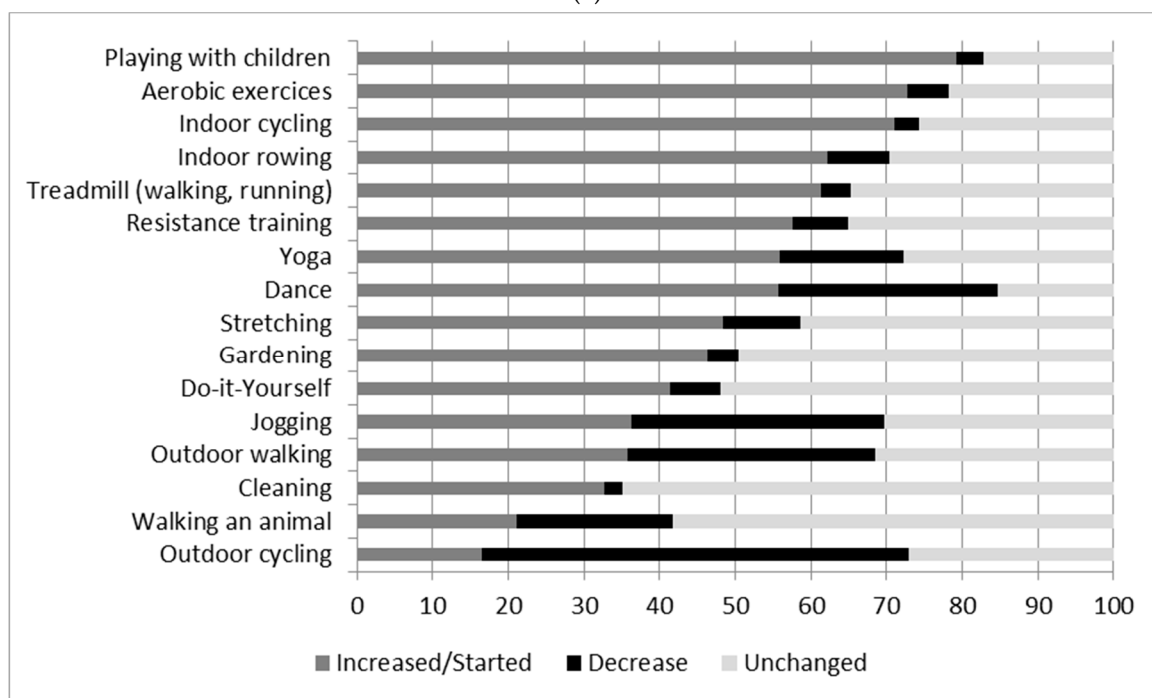 Playing with children
Aerobic exercices
Indoor cycling
Indoor rowing
Treadmill (walking, running)
Resistance training
Yoga
Dance
Stretching
Gardening
Do-it-Yourself
Jogging
Outdoor walking
Cleaning
Walking an animal
Outdoor cycling
0 10 20 30 40 50 60 70 80 90 100
Increased/Started Decrease Unchanged